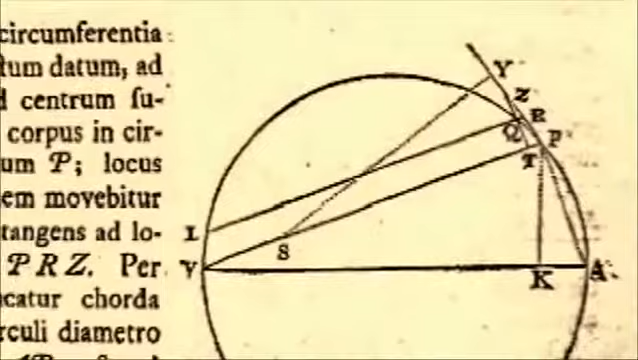 circumferentia
tum datum, ad
d centrum ſu-
corpus in cir-
um P; locus
em movebitur
tangens ad lo-
PRZ. Per
catur chorda
rculi diametro
Y
Z
R
Q
P
T
L
S
V
K
A